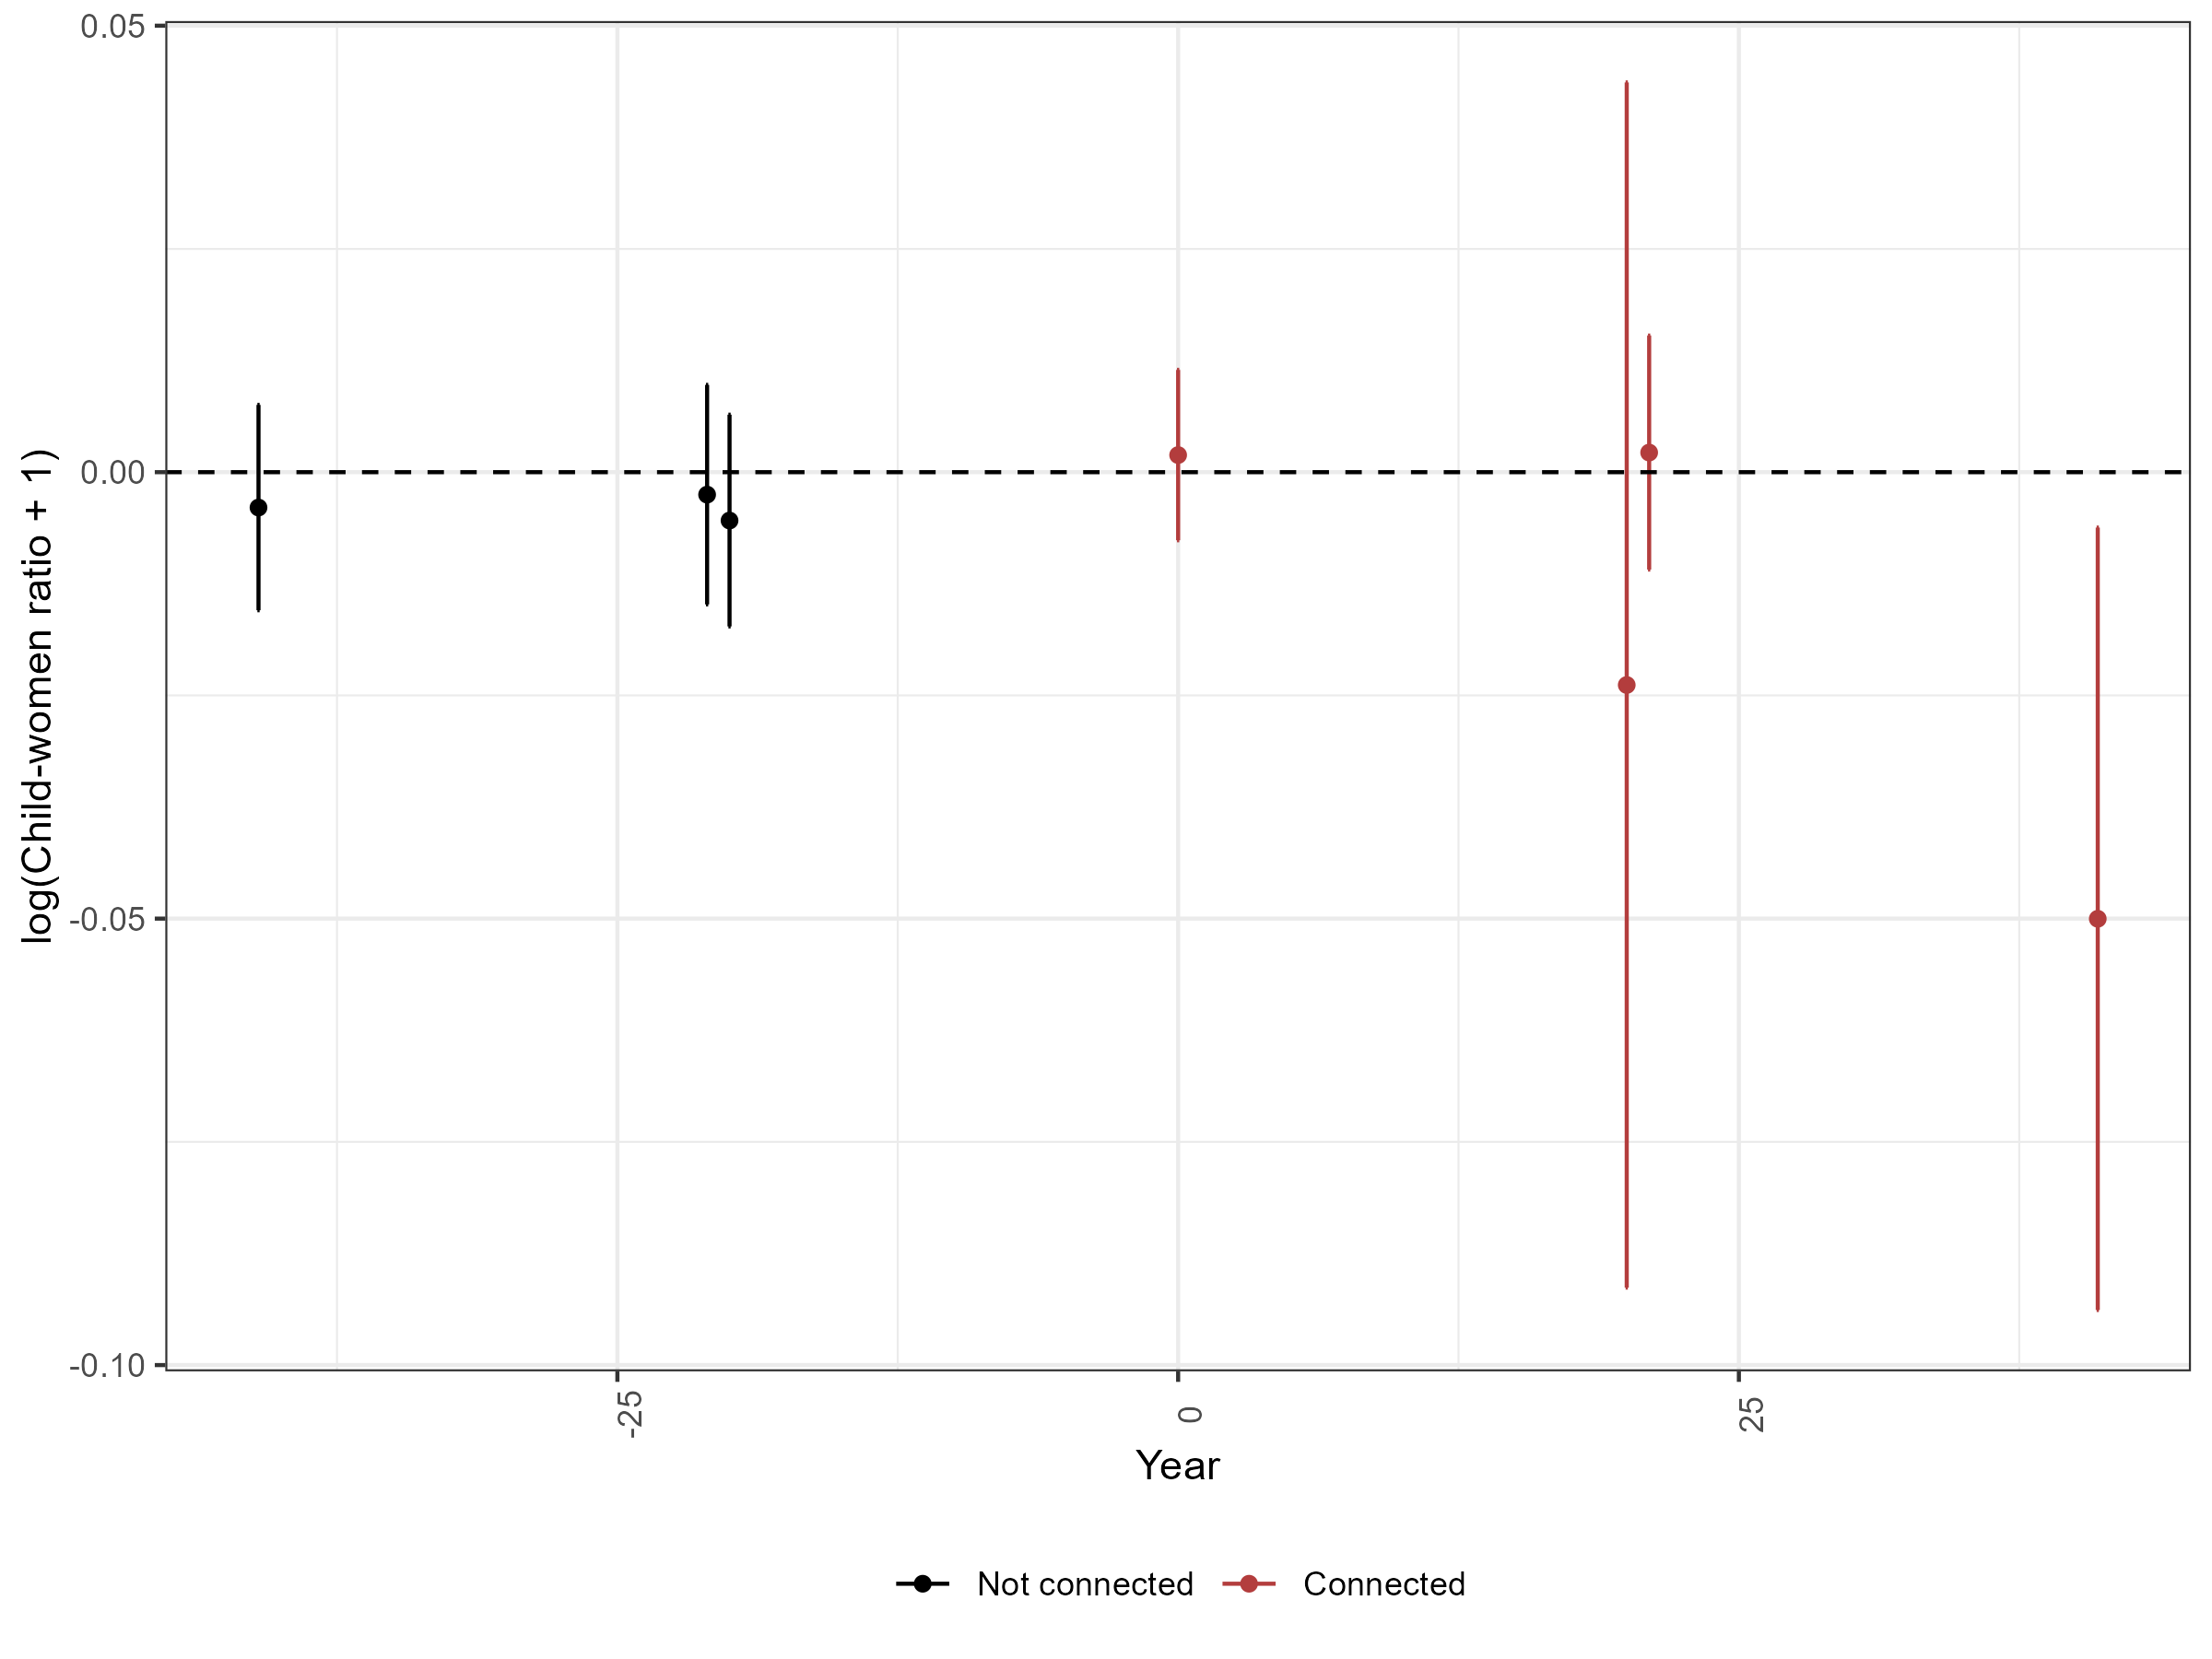 log(Child-women ratio + 1)
0.05
0.00
-0.05
-0.10
-25
0
25
Year
Not connected
Connected